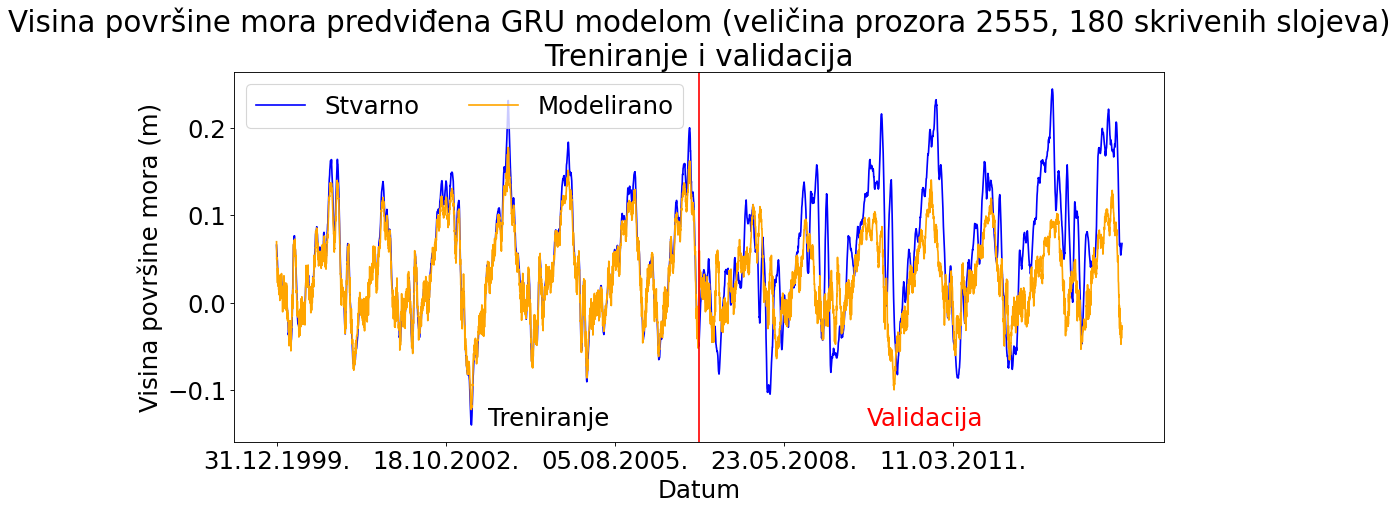 Visina površine mora predviđena GRU modelom (veličina prozora 2555, 180 skrivenih slojeva)
Treniranje i validacija
Stvarno Modelirano
Visina površine mora (m)
0.2
0.1
0.0
−0.1
Treniranje Validacija
31.12.1999. 18.10.2002. 05.08.2005. 23.05.2008. 11.03.2011.
Datum